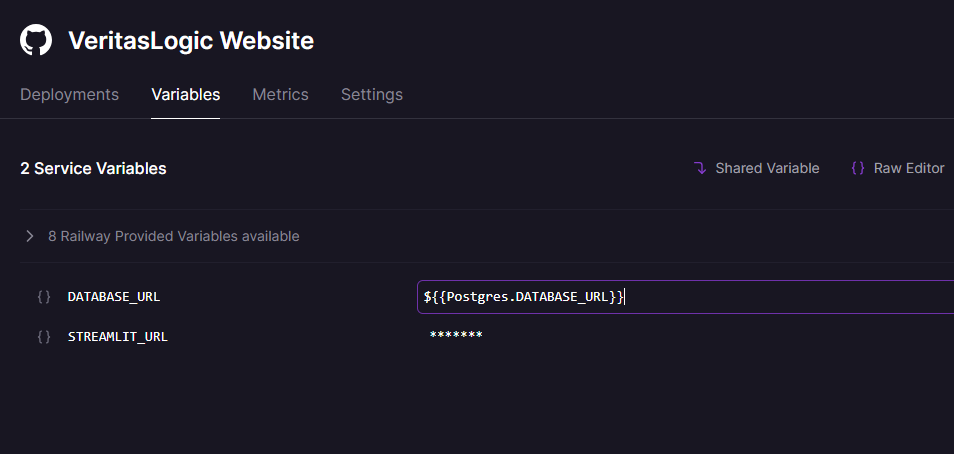 VeritasLogic Website
Deployments Variables Metrics Settings
2 Service Variables Shared Variable {} Raw Editor
8 Railway Provided Variables available
{} DATABASE_URL ${{Postgres.DATABASE_URL}}
{} STREAMLIT_URL *******